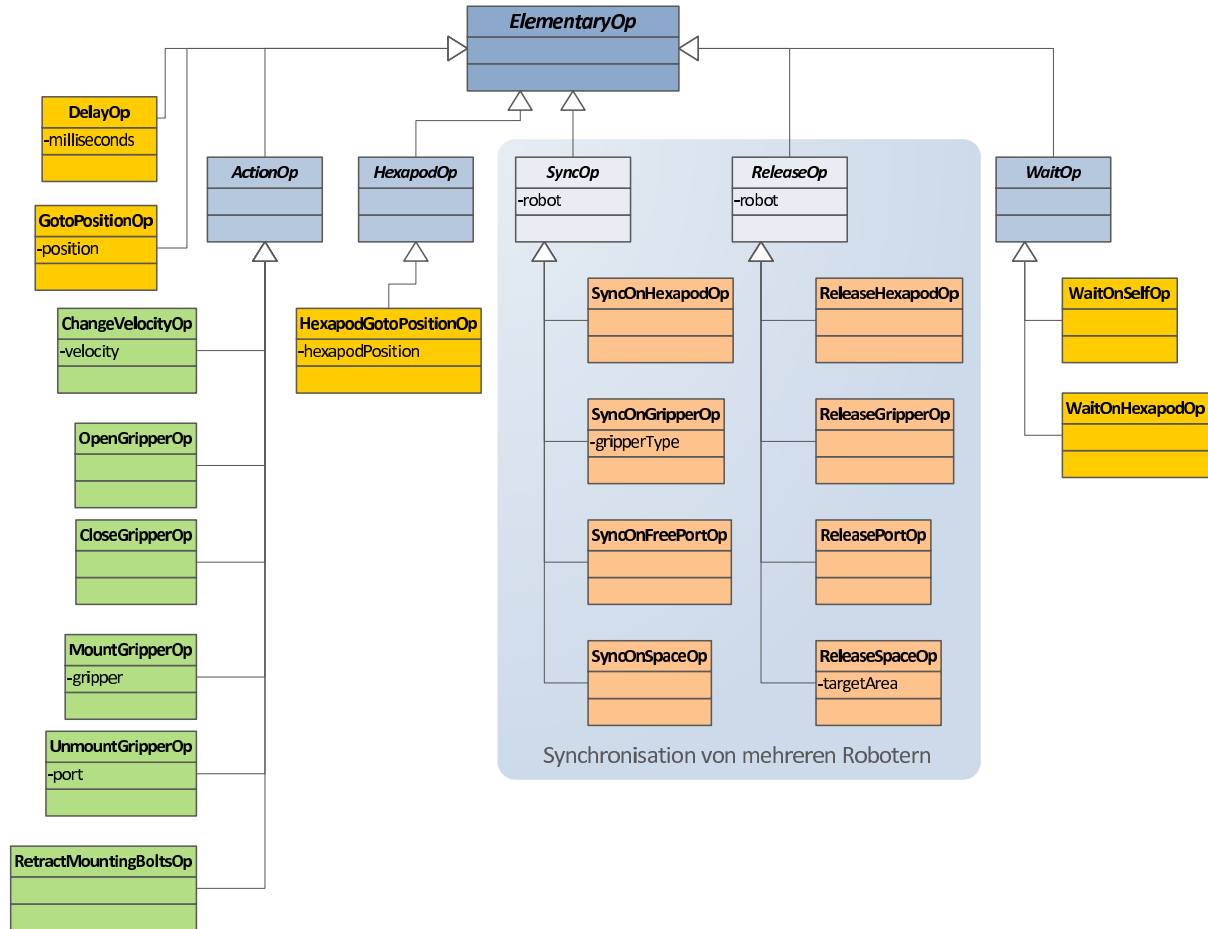 ElementaryOp
DelayOp
-milliseconds
GotoPositionOp
-position
ActionOp
HexapodOp
SyncOp
-robot
ReleaseOp
-robot
WaitOp
ChangeVelocityOp
-velocity
OpenGripperOp
CloseGripperOp
MountGripperOp
-gripper
UnmountGripperOp
-port
RetractMountingBoltsOp
HexapodGotoPositionOp
-hexapodPosition
SyncOnHexapodOp
SyncOnGripperOp
-gripperType
SyncOnFreePortOp
SyncOnSpaceOp
ReleaseHexapodOp
ReleaseGripperOp
ReleasePortOp
ReleaseSpaceOp
-targetArea
WaitOnSelfOp
WaitOnHexapodOp
Synchronisation von mehreren Robotern